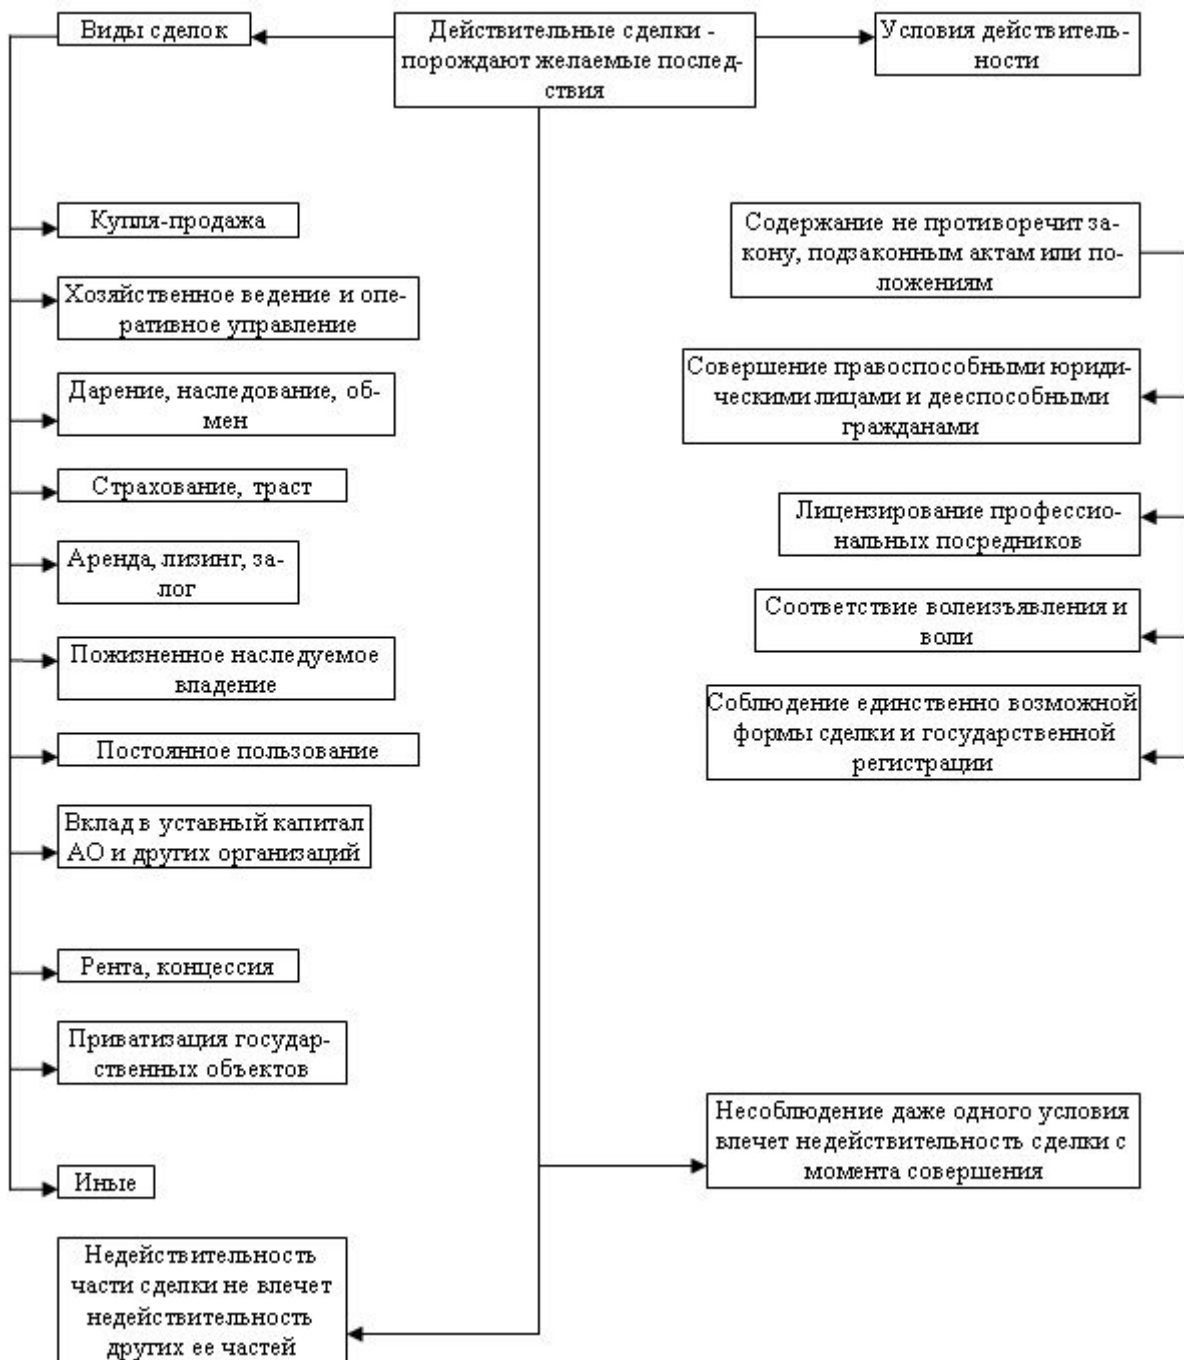 Виды сделок
Действительные сделки -
порождают желаемые послед-
ствия
Условия действитель-
ности
Купля-продажа
Хозяйственное ведение и опе-
ративное управление
Дарение, наследование, об-
мен
Страхование, траст
Аренда, лизинг, за-
лог
Пожизненное наследуемое
владение
Постоянное пользование
Вклад в уставный капитал
АО и других организаций
Рента, концессия
Приватизация государ-
ственных объектов
Иные
Содержание не противоречит за-
кону, подзаконным актам или по-
ложениям
Совершение правоспособными юриди-
ческими лицами и дееспособными
гражданами
Лицензирование профессио-
нальных посредников
Соответствие волеизъявления и
воли
Соблюдение единственно возможной
формы сделки и государственной
регистрации
Несоблюдение даже одного условия
влечет недействительность сделки с
момента совершения
Недействительность
части сделки не влечет
недействительность
других ее частей